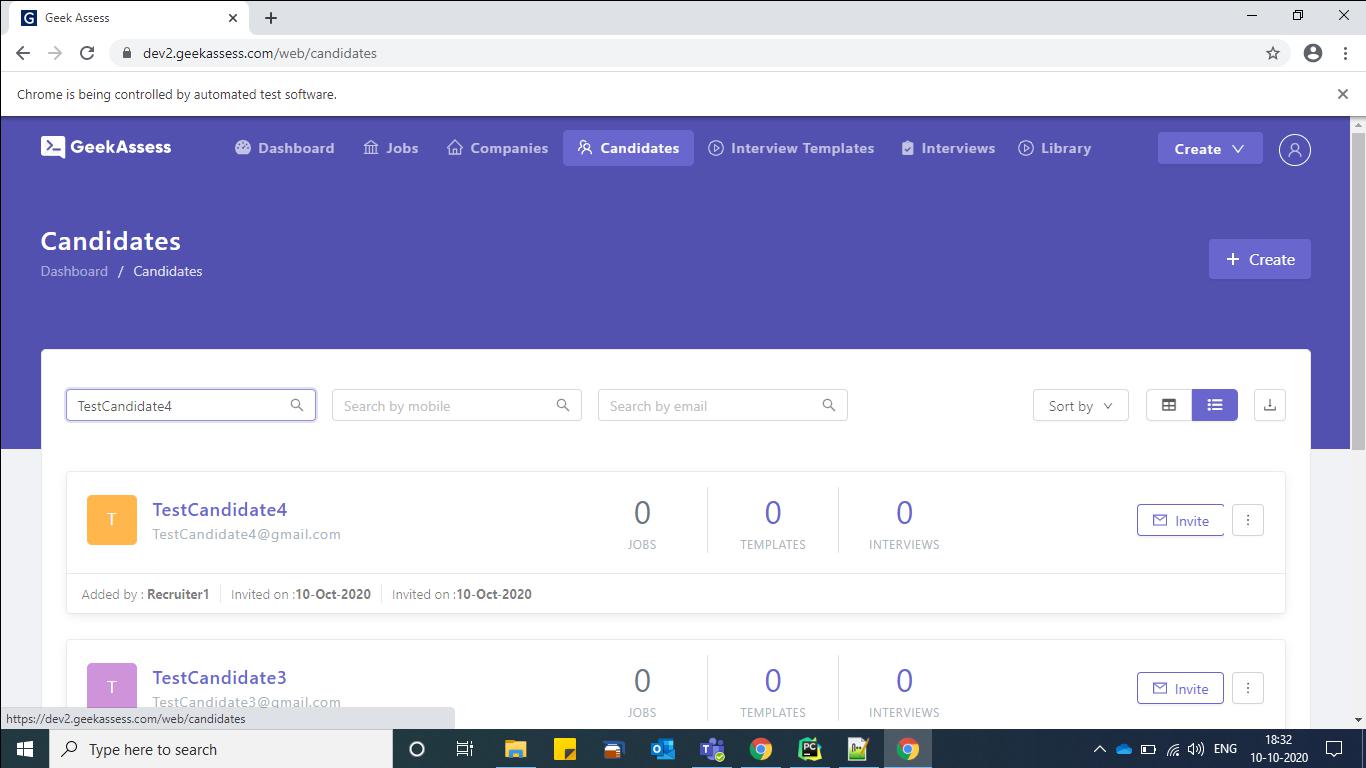 Geek Assess
dev2.geekassess.com/web/candidates
Chrome is being controlled by automated test software.
GeekAssess Dashboard Jobs Companies Candidates Interview Templates Interviews Library Create
Candidates
Dashboard / Candidates
+ Create
TestCandidate4 Search by mobile Search by email Sort by
T TestCandidate4 0 0 0 Invite
TestCandidate4@gmail.com JOBS TEMPLATES INTERVIEWS
Added by : Recruiter1 Invited on :10-Oct-2020 Invited on :10-Oct-2020
T TestCandidate3 0 0 0 Invite
TestCandidate3@gmail.com JOBS TEMPLATES INTERVIEWS
https://dev2.geekassess.com/web/candidates
Type here to search ENG 18:32
10-10-2020